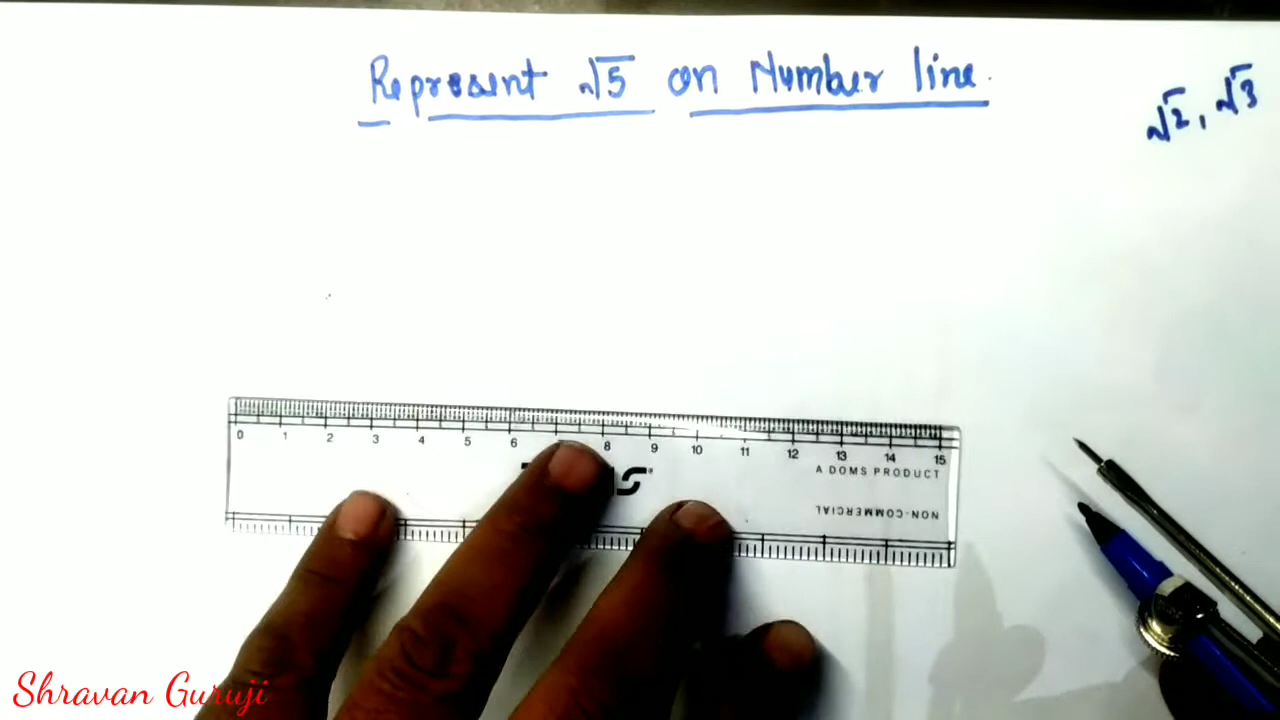 Represent √5 on Number line.
√2, √3
0 1 2 3 4 5 6 8 9 10 11 12 13 14 15
A DOMS PRODUCT
NON-COMMERCIAL
Shravan Guruji